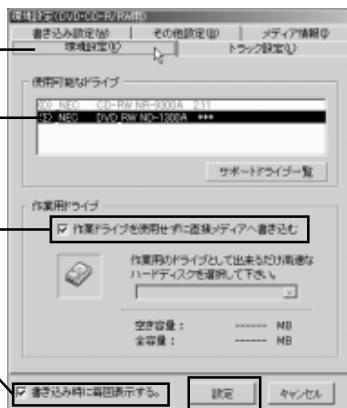 環境設定(DVD・CD-R/RW用)
書き込み設定(W) その他設定(U) メディア情報Q
環境設定(E) トラック設定(L)
使用可能なドライブ
NEC CD-RW NR-9300A 211
NEC DVD_RW ND-1300A ***
サポートドライブ一覧
作業用ドライブ
作業ドライブを使用せずに直接メディアへ書き込む
作業用のドライブとして出来るだけ高速な
ハードディスクを選択して下さい。
空き容量: ------ MB
全容量: ------ MB
書き込み時に毎回表示する。 設定 キャンセル